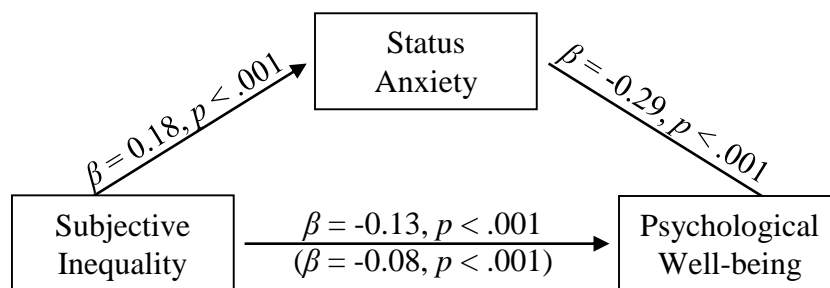 Status
Anxiety
β = 0.18, p < .001
β = -0.29, p < .001
Subjective
Inequality
β = -0.13, p < .001
(β = -0.08, p < .001)
Psychological
Well-being